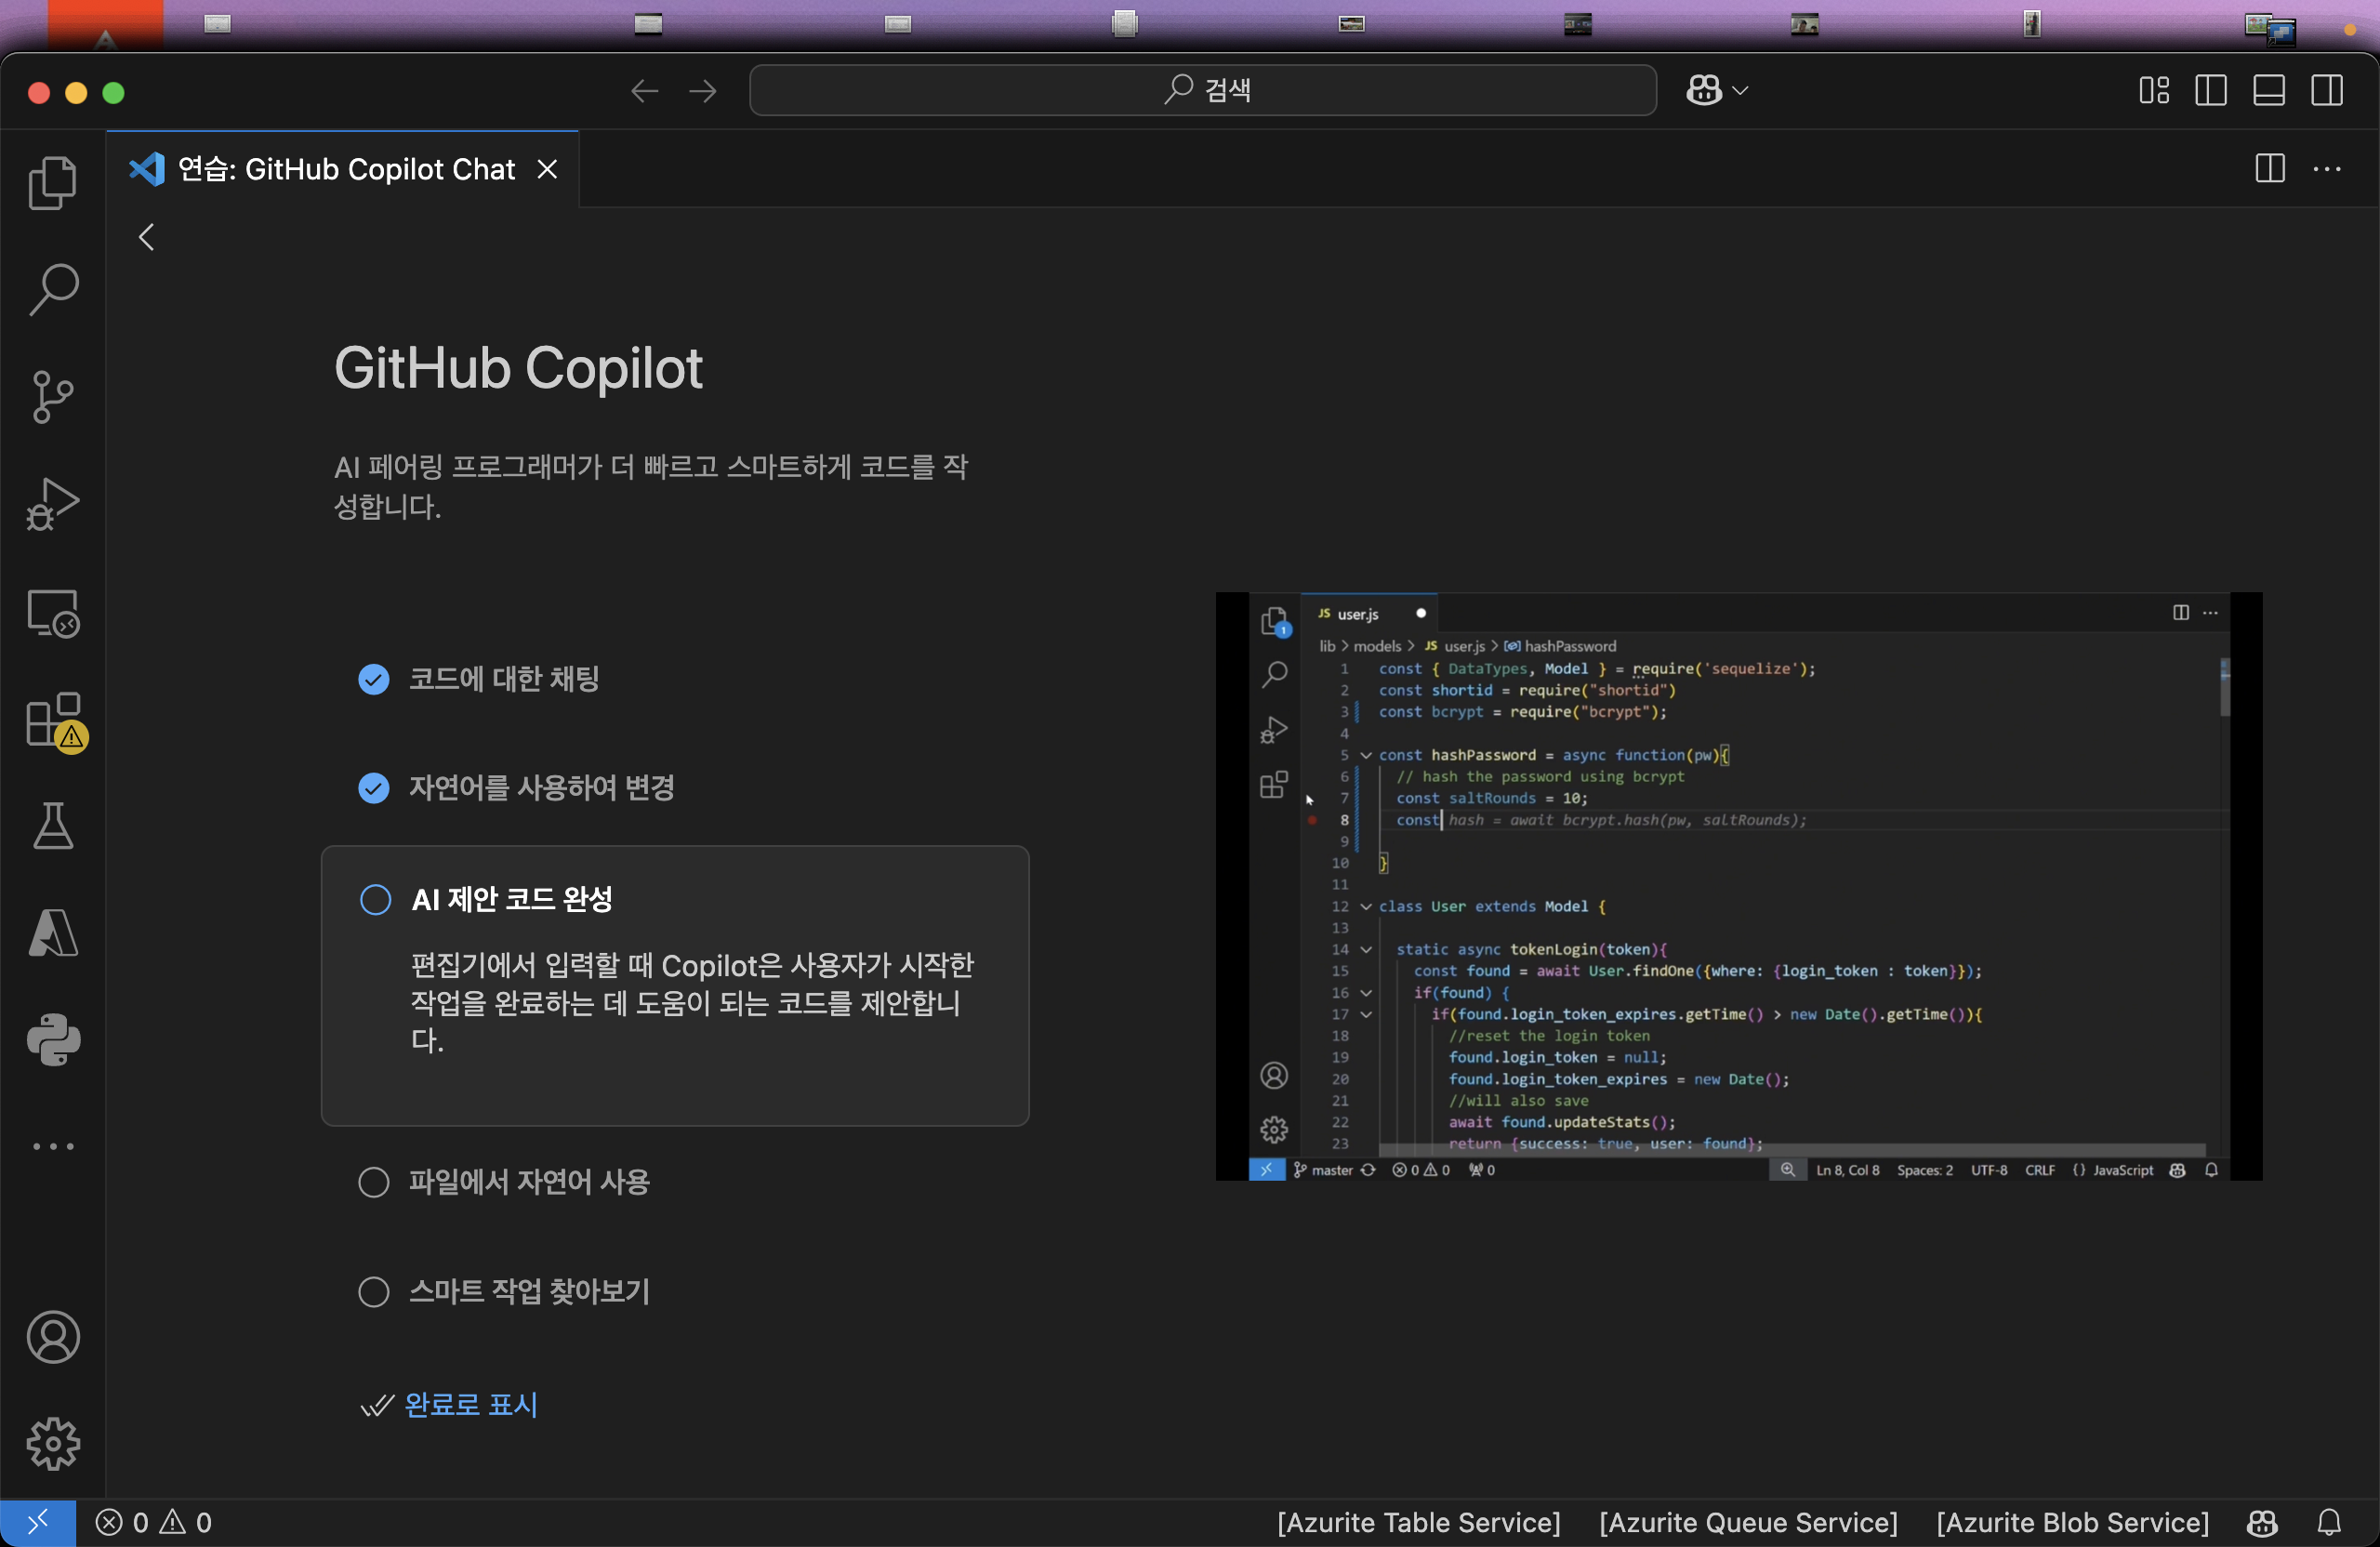 검색
연습: GitHub Copilot Chat
GitHub Copilot
AI 페어링 프로그래머가 더 빠르고 스마트하게 코드를 작
성합니다.
코드에 대한 채팅
자연어를 사용하여 변경
AI 제안 코드 완성
편집기에서 입력할 때 Copilot은 사용자가 시작한
작업을 완료하는 데 도움이 되는 코드를 제안합니
다.
파일에서 자연어 사용
스마트 작업 찾아보기
완료로 표시
1
JS user.js
lib > models > JS user.js > hashPassword
1 const { DataTypes, Model } = require('sequelize');
2 const shortid = require("shortid")
3 const bcrypt = require("bcrypt");
4
5 const hashPassword = async function(pw){
6 // hash the password using bcrypt
7 const saltRounds = 10;
8 const hash = await bcrypt.hash(pw, saltRounds);
9
10 }
11
12 class User extends Model {
13
14 static async tokenLogin(token){
15 const found = await User.findOne({where: {login_token : token}});
16 if(found) {
17 if(found.login_token_expires.getTime() > new Date().getTime()){
18 //reset the login token
19 found.login_token = null;
20 found.login_token_expires = new Date();
21 //will also save
22 await found.updateStats();
23 return {success: true, user: found};
master 0 0 0 Ln 8, Col 8 Spaces: 2 UTF-8 CRLF {} JavaScript
0 0 [Azurite Table Service] [Azurite Queue Service] [Azurite Blob Service]